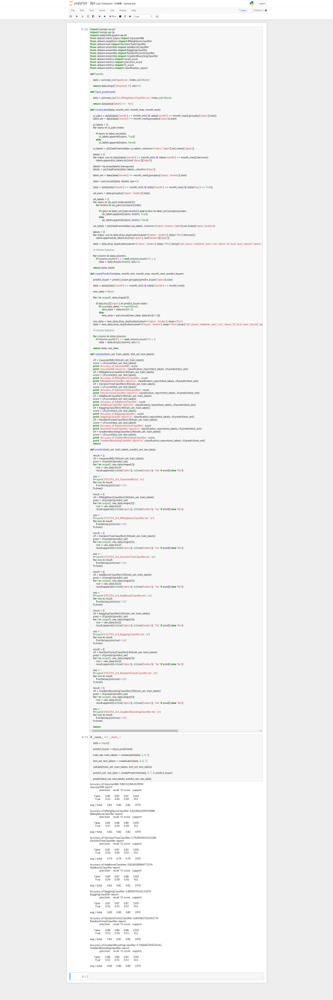 jupyter 2cii Last Checkpoint: 7分钟前 (autosaved)
Logout
File Edit View Insert Cell Kernel Help
Trusted
Python 2
Run
Code
In [1]:
import pandas as pd
import numpy as np
import matplotlib.pyplot as plt
from sklearn.naive_bayes import GaussianNB
from sklearn.neighbors import KNeighborsClassifier
from sklearn.tree import DecisionTreeClassifier
from sklearn.ensemble import AdaBoostClassifier
from sklearn.ensemble import BaggingClassifier
from sklearn.ensemble import RandomForestClassifier
from sklearn.ensemble import GradientBoostingClassifier
from sklearn.metrics import recall_score
from sklearn.metrics import precision_score
from sklearn.metrics import f1_score
from sklearn.metrics import classification_report
def input():
data = pd.read_csv('type4.csv', index_col=None)
return data.drop(['Unnamed: 0'], axis=1)
def input_predicted():
data = pd.read_csv('2ci_KNeighborsClassifier.csv', index_col=None)
return data[data['label'] == ' Yes']
def createLabel(data, month_min, month_max, month_next):
ui_pairs = data[(data['month'] >= month_min) & (data['month'] <= month_max)].groupby(['vipno']).size()
label_set = data[data['month'] == month_next].groupby(['vipno']).size()
ui_labels = []
for vipno in ui_pairs.index:
if vipno in label_set.index:
ui_labels.append([vipno, True])
else:
ui_labels.append([vipno, False])
ui_labels = pd.DataFrame(data=ui_labels, columns=['vipno','label']).set_index(['vipno'])
labels = []
for index, row in data[(data['month'] >= month_min) & (data['month'] <= month_max)].iterrows():
labels.append(ui_labels.loc[row['vipno']]['label'])
labels= np.array(labels).transpose()
labels = pd.DataFrame(data=labels, columns=['buy'])
label_set = data[data['month'] == month_next].groupby(['vipno', 'bndno']).size()
data = pd.concat([data, labels], axis=1)
data = data[(data['month'] >= month_min) & (data['month'] <= month_max) & (data['buy'] == True)]
ub_pairs = data.groupby(['vipno', 'bndno']).size()
ub_labels = []
for vipno in ub_pairs.index.levels[0]:
for bndno in ub_pairs.loc[vipno].index:
if vipno in label_set.index.levels[0] and bndno in label_set.loc[vipno].index:
ub_labels.append([vipno, bndno, True])
else:
ub_labels.append([vipno, bndno, False])
ub_labels = pd.DataFrame(data=ub_labels, columns=['vipno','bndno','label']).set_index(['vipno','bndno'])
labels = []
for index, row in data.drop_duplicates(subset=['vipno', 'bndno'], keep='first').iterrows():
labels.append(ub_labels.loc[row['vipno'], row['bndno']]['label'])
data = data.drop_duplicates(subset=['vipno', 'bndno'], keep='first').drop(['uid','pluno','sldatime','pno','cno','vipno','id','bcd','spec','pkunit','dptno','
# choose features
for column in data.columns:
if column.count('B') < 1 and column.count('U') < 1:
data = data.drop([column], axis=1)
return data, labels
def createPredictSet(data, month_min, month_max, month_next, predict_buyer):
predict_buyer = predict_buyer.groupby(predict_buyer['vipno']).size()
data = data[(data['month'] >= month_min) & (data['month'] <= month_max)]
new_data = None
for i in range(0, data.shape[0]):
if data.iloc[i]['vipno'] in predict_buyer.index:
if type(new_data) == type(None):
new_data = data.iloc[i:i+1]
else:
new_data = pd.concat([new_data, data.iloc[i:i+1]])
raw_data = new_data.drop_duplicates(subset=['vipno', 'bndno'], keep='first')
data = new_data.drop_duplicates(subset=['vipno', 'bndno'], keep='first').drop(['uid','pluno','sldatime','pno','cno','vipno','id','bcd','spec','pkunit','dp
# choose features
for column in data.columns:
if column.count('B') < 1 and column.count('U') < 1:
data = data.drop([column], axis=1)
return data, raw_data
def validate(train_set, train_labels, test_set, test_labels):
clf = GaussianNB().fit(train_set, train_labels)
score = clf.score(test_set, test_labels)
print 'Accuracy of GaussianNB:', score
print 'GaussianNB report:\n', classification_report(test_labels, clf.predict(test_set))
clf = KNeighborsClassifier().fit(train_set, train_labels)
score = clf.score(test_set, test_labels)
print 'Accuracy of KNeighborsClassifier:', score
print 'KNeighborsClassifier report:\n', classification_report(test_labels, clf.predict(test_set))
clf = DecisionTreeClassifier().fit(train_set, train_labels)
score = clf.score(test_set, test_labels)
print 'Accuracy of DecisionTreeClassifier:', score
print 'DecisionTreeClassifier report:\n', classification_report(test_labels, clf.predict(test_set))
clf = AdaBoostClassifier().fit(train_set, train_labels)
score = clf.score(test_set, test_labels)
print 'Accuracy of AdaBoostClassifier:', score
print 'AdaBoostClassifier report:\n', classification_report(test_labels, clf.predict(test_set))
clf = BaggingClassifier().fit(train_set, train_labels)
score = clf.score(test_set, test_labels)
print 'Accuracy of BaggingClassifier:', score
print 'BaggingClassifier report:\n', classification_report(test_labels, clf.predict(test_set))
clf = RandomForestClassifier().fit(train_set, train_labels)
score = clf.score(test_set, test_labels)
print 'Accuracy of RandomForestClassifier:', score
print 'RandomForestClassifier report:\n', classification_report(test_labels, clf.predict(test_set))
clf = GradientBoostingClassifier().fit(train_set, train_labels)
score = clf.score(test_set, test_labels)
print 'Accuracy of GradientBoostingClassifier:', score
print 'GradientBoostingClassifier report:\n', classification_report(test_labels, clf.predict(test_set))
return
def predict(train_set, train_labels, predict_set, raw_data):
result = []
clf = GaussianNB().fit(train_set, train_labels)
pred = clf.predict(predict_set)
for i in range(0, raw_data.shape[0]):
row = raw_data.iloc[i]
result.append([str(row['vipno']), str(row['bndno']), 'Yes' if pred[i] else 'No'])
sep = ', '
fl=open('1552703_2cii_GaussianNB.txt', 'w')
for row in result:
fl.write(sep.join(row)+'\n')
fl.close()
result = []
clf = KNeighborsClassifier().fit(train_set, train_labels)
pred = clf.predict(predict_set)
for i in range(0, raw_data.shape[0]):
row = raw_data.iloc[i]
result.append([str(row['vipno']), str(row['bndno']), 'Yes' if pred[i] else 'No'])
sep = ', '
fl=open('1552703_2cii_KNeighborsClassifier.txt', 'w')
for row in result:
fl.write(sep.join(row)+'\n')
fl.close()
result = []
clf = DecisionTreeClassifier().fit(train_set, train_labels)
pred = clf.predict(predict_set)
for i in range(0, raw_data.shape[0]):
row = raw_data.iloc[i]
result.append([str(row['vipno']), str(row['bndno']), 'Yes' if pred[i] else 'No'])
sep = ', '
fl=open('1552703_2cii_DecisionTreeClassifier.txt', 'w')
for row in result:
fl.write(sep.join(row)+'\n')
fl.close()
result = []
clf = AdaBoostClassifier().fit(train_set, train_labels)
pred = clf.predict(predict_set)
for i in range(0, raw_data.shape[0]):
row = raw_data.iloc[i]
result.append([str(row['vipno']), str(row['bndno']), 'Yes' if pred[i] else 'No'])
sep = ', '
fl=open('1552703_2cii_AdaBoostClassifier.txt', 'w')
for row in result:
fl.write(sep.join(row)+'\n')
fl.close()
result = []
clf = BaggingClassifier().fit(train_set, train_labels)
pred = clf.predict(predict_set)
for i in range(0, raw_data.shape[0]):
row = raw_data.iloc[i]
result.append([str(row['vipno']), str(row['bndno']), 'Yes' if pred[i] else 'No'])
sep = ', '
fl=open('1552703_2cii_BaggingClassifier.txt', 'w')
for row in result:
fl.write(sep.join(row)+'\n')
fl.close()
result = []
clf = RandomForestClassifier().fit(train_set, train_labels)
pred = clf.predict(predict_set)
for i in range(0, raw_data.shape[0]):
row = raw_data.iloc[i]
result.append([str(row['vipno']), str(row['bndno']), 'Yes' if pred[i] else 'No'])
sep = ', '
fl=open('1552703_2cii_RandomForestClassifier.txt', 'w')
for row in result:
fl.write(sep.join(row)+'\n')
fl.close()
result = []
clf = GradientBoostingClassifier().fit(train_set, train_labels)
pred = clf.predict(predict_set)
for i in range(0, raw_data.shape[0]):
row = raw_data.iloc[i]
result.append([str(row['vipno']), str(row['bndno']), 'Yes' if pred[i] else 'No'])
sep = ', '
fl=open('1552703_2cii_GradientBoostingClassifier.txt', 'w')
for row in result:
fl.write(sep.join(row)+'\n')
fl.close()
return
In [*]:
if __name__ == '__main__':
data = input()
predict_buyer = input_predicted()
train_set, train_labels = createLabel(data, 2, 4, 5)
test_set, test_labels = createLabel(data, 4, 6, 7)
validate(train_set, train_labels, test_set, test_labels)
predict_set, raw_data = createPredictSet(data, 5, 7, 8, predict_buyer)
predict(test_set, test_labels, predict_set, raw_data)
Accuracy of GaussianNB: 0.801522842639594
GaussianNB report:
precision recall f1-score support
False 0.89 0.85 0.87 1559
True 0.52 0.60 0.56 411
avg / total 0.81 0.80 0.81 1970
Accuracy of KNeighborsClassifier: 0.8228426395939086
KNeighborsClassifier report:
precision recall f1-score support
False 0.89 0.88 0.89 1559
True 0.57 0.59 0.58 411
avg / total 0.82 0.82 0.82 1970
Accuracy of DecisionTreeClassifier: 0.7928934010152284
DecisionTreeClassifier report:
precision recall f1-score support
False 0.87 0.87 0.87 1559
True 0.50 0.49 0.50 411
avg / total 0.79 0.79 0.79 1970
Accuracy of AdaBoostClassifier: 0.8106598984771574
AdaBoostClassifier report:
precision recall f1-score support
False 0.89 0.87 0.88 1559
True 0.54 0.58 0.56 411
avg / total 0.82 0.81 0.81 1970
Accuracy of BaggingClassifier: 0.8005076142131979
BaggingClassifier report:
precision recall f1-score support
False 0.87 0.87 0.87 1559
True 0.52 0.53 0.52 411
avg / total 0.80 0.80 0.80 1970
Accuracy of RandomForestClassifier: 0.8055837563451776
RandomForestClassifier report:
precision recall f1-score support
False 0.88 0.88 0.88 1559
True 0.53 0.54 0.53 411
avg / total 0.81 0.81 0.81 1970
Accuracy of GradientBoostingClassifier: 0.7964467005076142
GradientBoostingClassifier report:
precision recall f1-score support
False 0.88 0.86 0.87 1559
True 0.51 0.55 0.53 411
avg / total 0.80 0.80 0.80 1970
In [ ]: